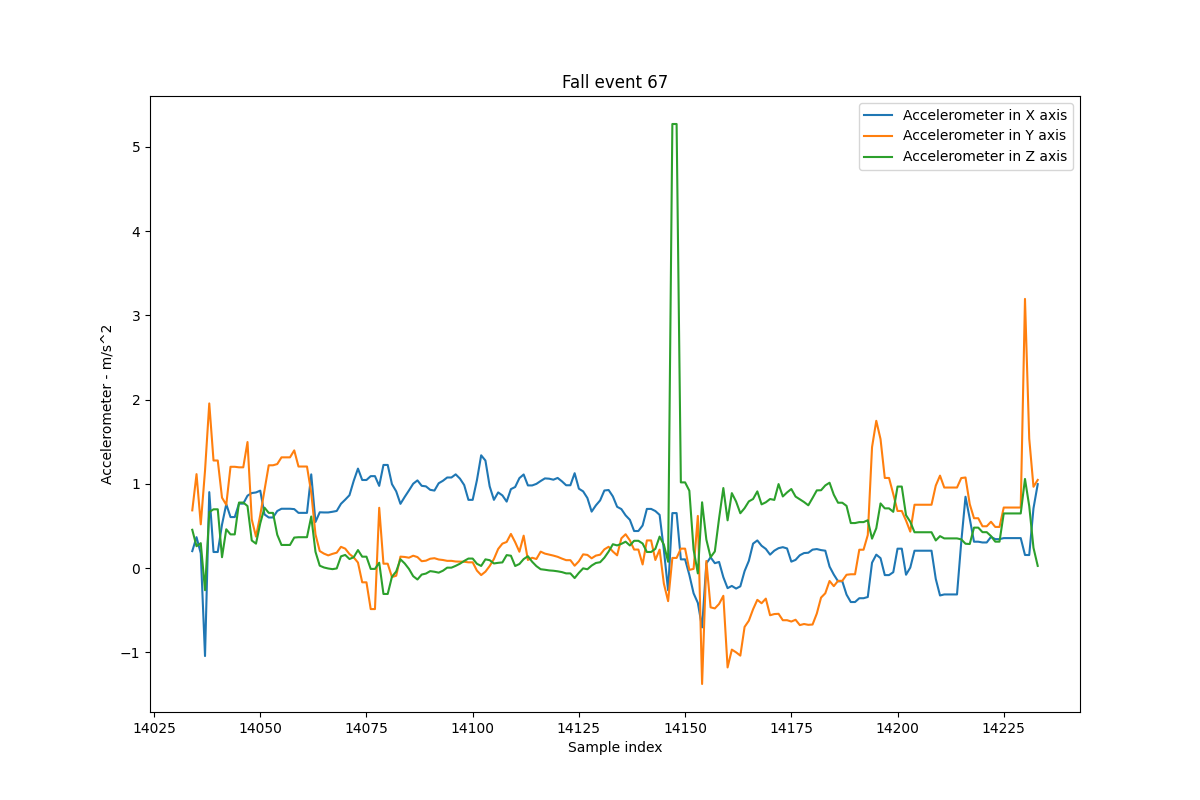 Fall event 67
Accelerometer in X axis
Accelerometer in Y axis
Accelerometer in Z axis
Accelerometer - m/s^2
5
4
3
2
1
0
−1
14025 14050 14075 14100 14125 14150 14175 14200 14225
Sample index